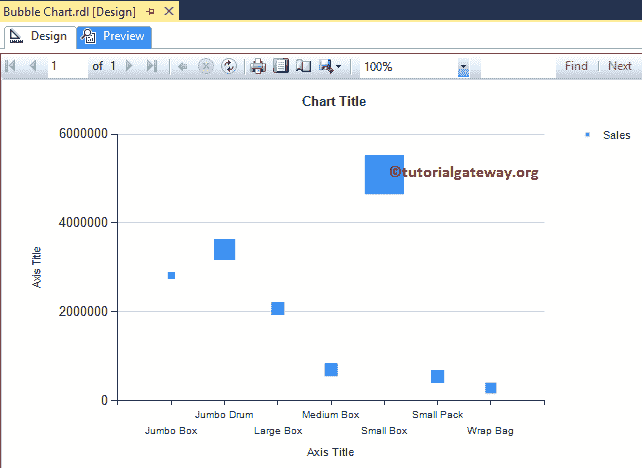 Bubble Chart.rdl [Design]
Design Preview
1 of 1 100% Find Next
Chart Title
6000000
Sales
©tutorialgateway.org
4000000
Axis Title
2000000
0
Jumbo Drum Medium Box Small Pack
Jumbo Box Large Box Small Box Wrap Bag
Axis Title